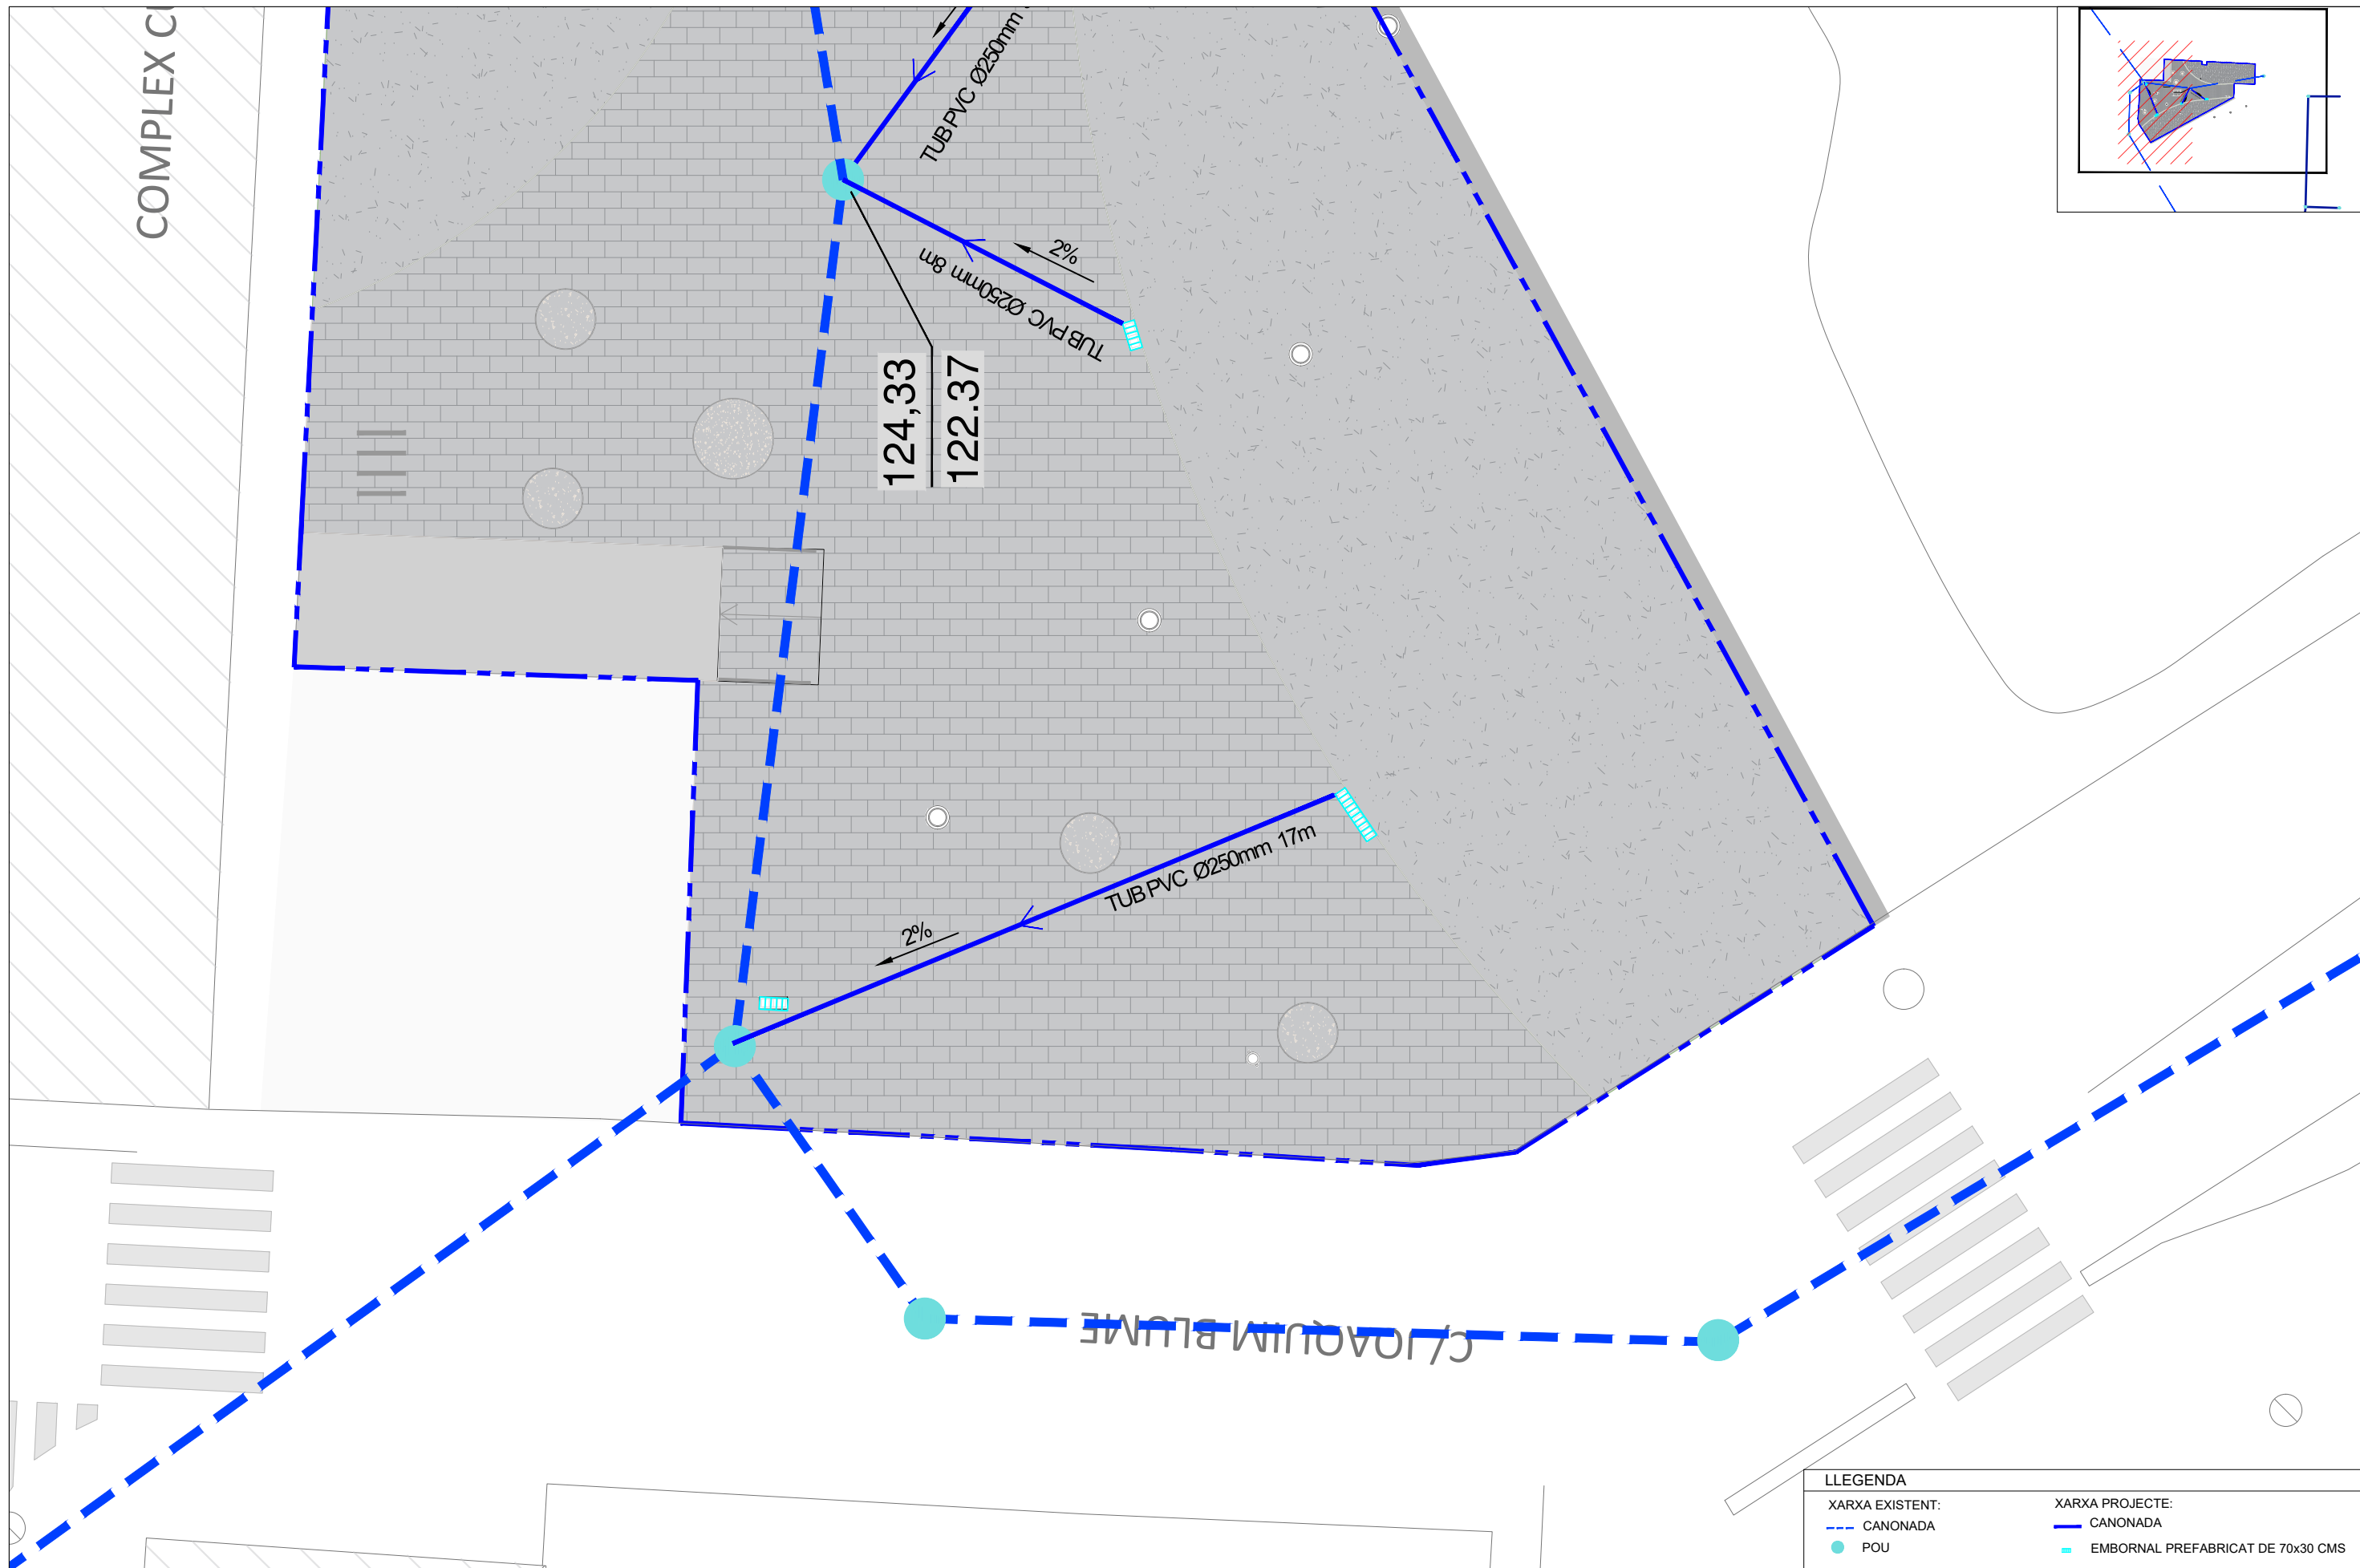 COMPLEX
TUB PVC Ø250mm
2%
TUB PVC Ø250mm 8m
124,33
122.37
TUB PVC Ø250mm 17m
2%
C/JOAQUIM BLUME
LLEGENDA
XARXA EXISTENT:
CANONADA
POU
XARXA PROJECTE:
CANONADA
EMBORNAL PREFABRICAT DE 70x30 CMS